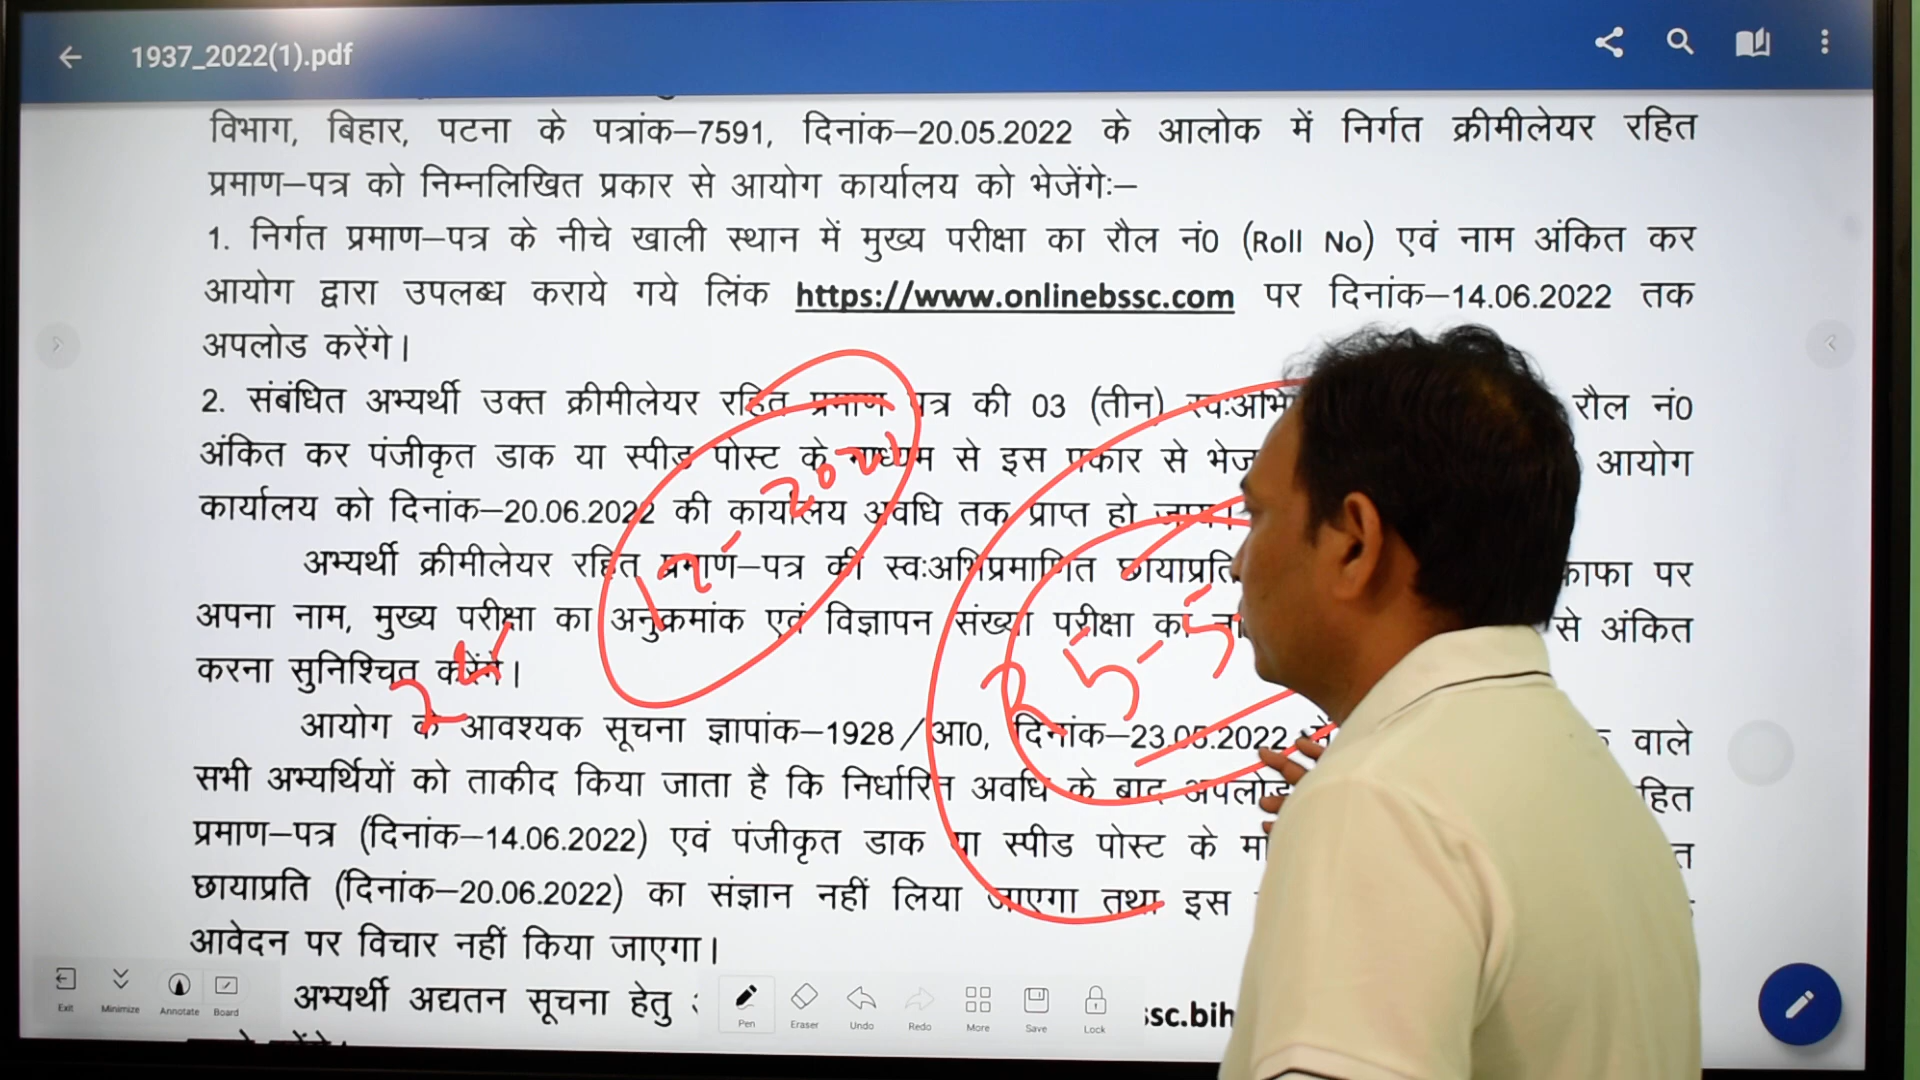 1937_2022(1).pdf
विभाग, बिहार, पटना के पत्रांक–7591, दिनांक–20.05.2022 के आलोक में निर्गत क्रीमीलेयर रहित
प्रमाण–पत्र को निम्नलिखित प्रकार से आयोग कार्यालय को भेजेंगेः–
1. निर्गत प्रमाण–पत्र के नीचे खाली स्थान में मुख्य परीक्षा का रौल नं0 (Roll No) एवं नाम अंकित कर
आयोग द्वारा उपलब्ध कराये गये लिंक https://www.onlinebssc.com पर दिनांक–14.06.2022 तक
अपलोड करेंगे।
2. संबंधित अभ्यर्थी उक्त क्रीमीलेयर रहित प्रमाण पत्र की 03 (तीन) रौल नं0
अंकित कर पंजीकृत डाक या स्पीड पोस्ट के माध्यम से इस प्रकार से आयोग
कार्यालय को दिनांक–20.06.2022 की कार्यालय अवधि तक प्राप्त हो जाय।
अभ्यर्थी क्रीमीलेयर रहित प्रमाण–पत्र की स्वःअभिप्रमाणित छायाप्रति पर
अपना नाम, मुख्य परीक्षा का अनुक्रमांक एवं विज्ञापन संख्या परीक्षा का से अंकित
करना सुनिश्चित करेंगे।
आयोग के आवश्यक सूचना ज्ञापांक–1928/आ0, दिनांक–23.05.2022 वाले
सभी अभ्यर्थियों को ताकीद किया जाता है कि निर्धारित अवधि के बाद अपलोड
प्रमाण–पत्र (दिनांक–14.06.2022) एवं पंजीकृत डाक या स्पीड पोस्ट के
छायाप्रति (दिनांक–20.06.2022) का संज्ञान नहीं लिया जाएगा तथा इस
आवेदन पर विचार नहीं किया जाएगा।
अभ्यर्थी अद्यतन सूचना हेतु ssc.bih
12-2021
25-5
Exit Minimize Annotate Board Pen Eraser Undo Redo More Save Lock